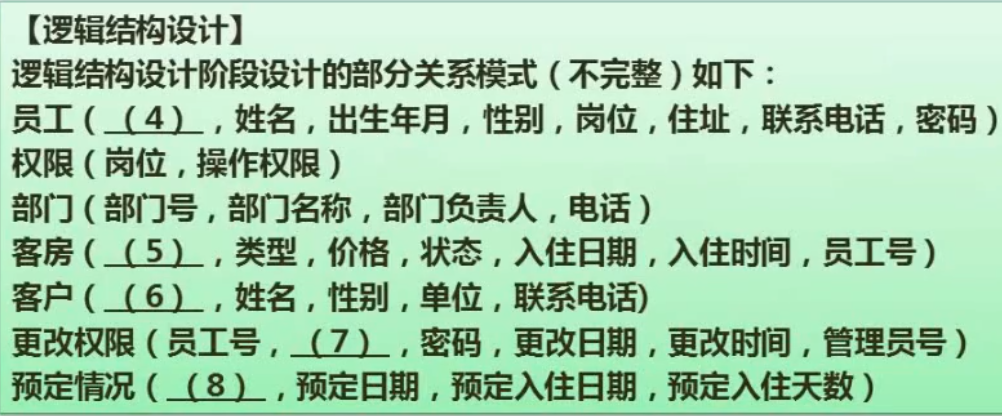 【逻辑结构设计】
逻辑结构设计阶段设计的部分关系模式（不完整）如下：
员工（（4），姓名，出生年月，性别，岗位，住址，联系电话，密码）
权限（岗位，操作权限）
部门（部门号，部门名称，部门负责人，电话）
客房（（5），类型，价格，状态，入住日期，入住时间，员工号）
客户（（6），姓名，性别，单位，联系电话)
更改权限（员工号，（7），密码，更改日期，更改时间，管理员号）
预定情况（（8），预定日期，预定入住日期，预定入住天数）